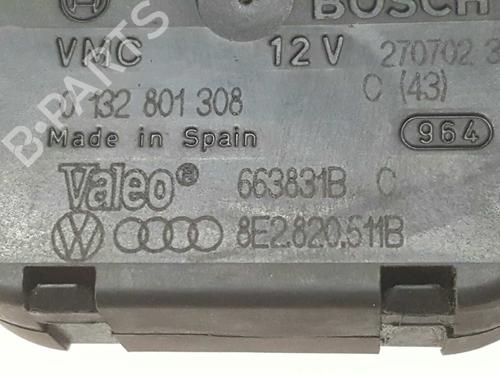 BOSCH
VMC 12 V 270702 3
0 132 801 308 C (43)
Made in Spain 964
Valeo® 663831B C
8E2.820.511B
B-PARTS